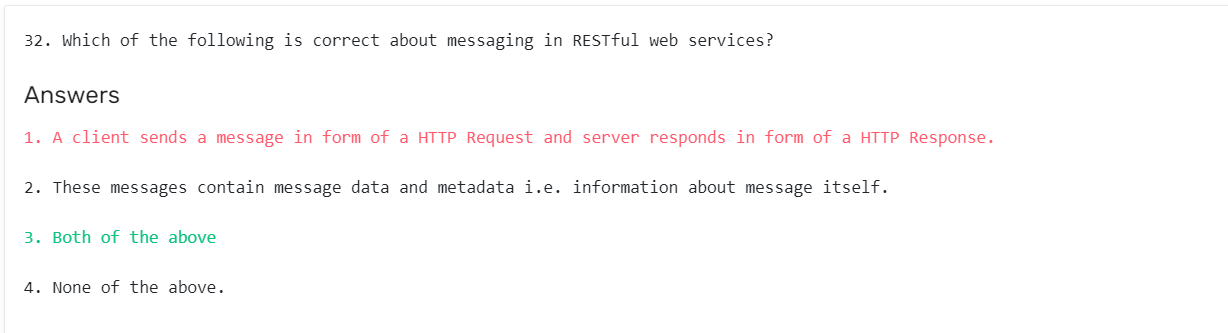 32. Which of the following is correct about messaging in RESTful web services?
Answers
1. A client sends a message in form of a HTTP Request and server responds in form of a HTTP Response.
2. These messages contain message data and metadata i.e. information about message itself.
3. Both of the above
4. None of the above.